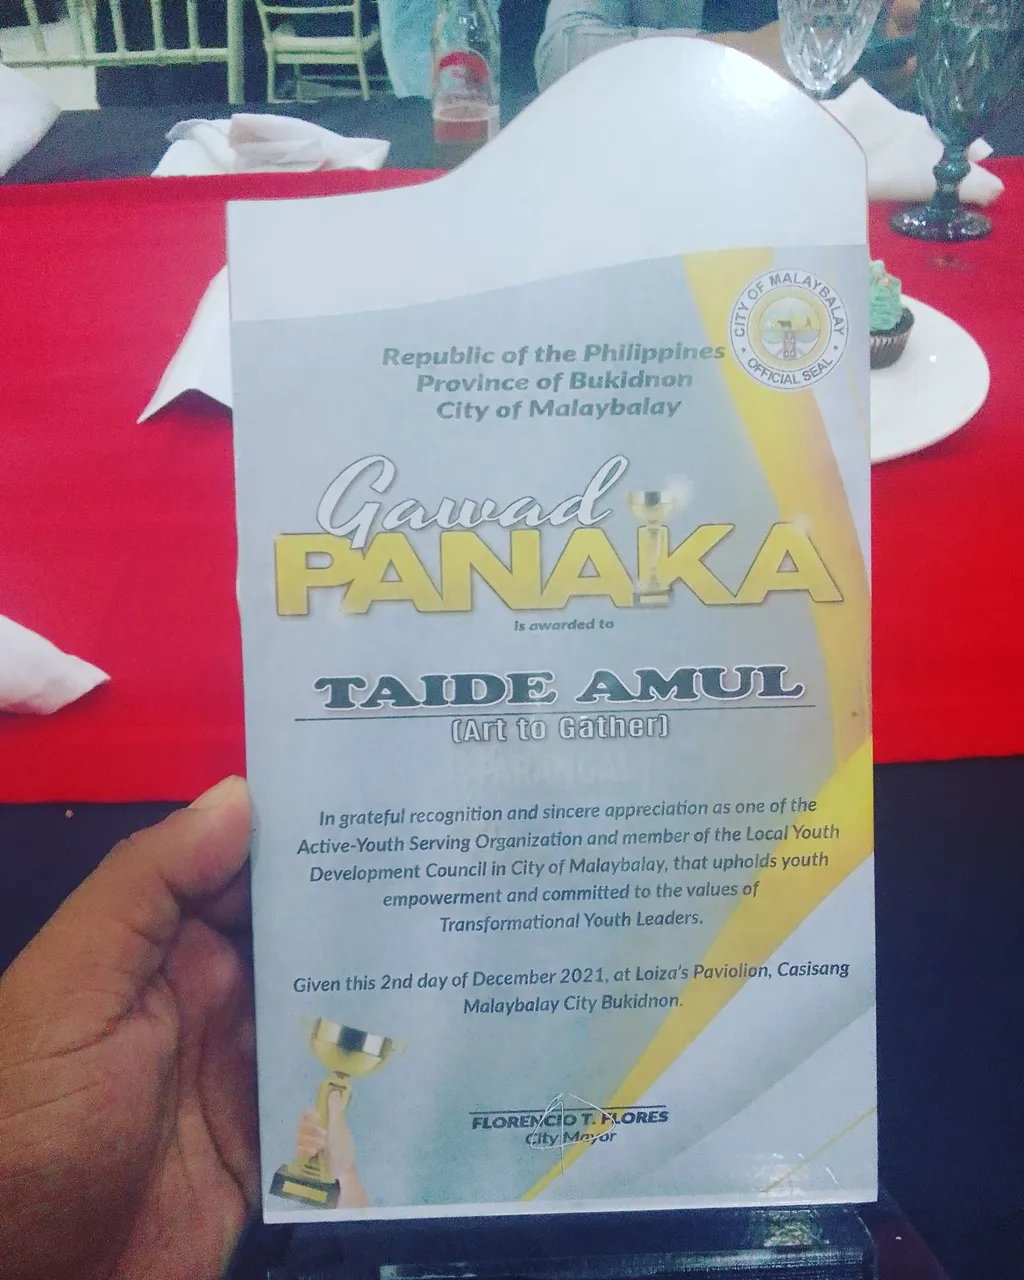 CITY OF MALAYBALAY
OFFICIAL SEAL
Republic of the Philippines
Province of Bukidnon
City of Malaybalay
Gawad
PANAKA
Is awarded to
TAIDE AMUL
(Art to Gather)
PARANGAL
In grateful recognition and sincere appreciation as one of the
Active-Youth Serving Organization and member of the Local Youth
Development Council in City of Malaybalay, that upholds youth
empowerment and committed to the values of
Transformational Youth Leaders.
Given this 2nd day of December 2021, at Loiza's Paviolion, Casisang
Malaybalay City Bukidnon.
FLORENCIO T. FLORES
City Mayor